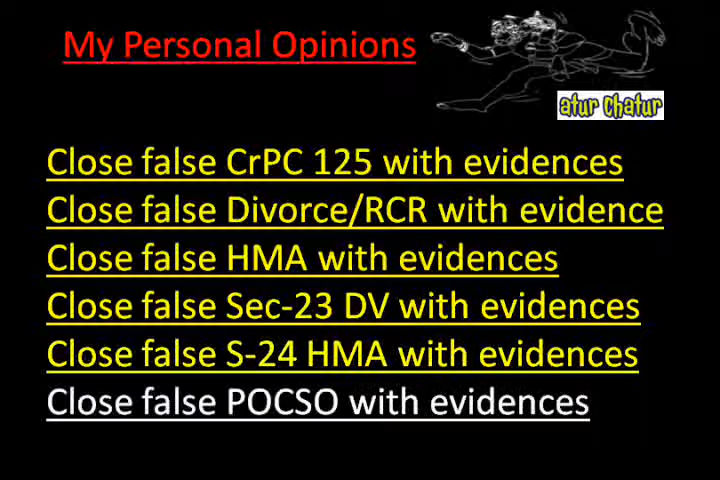 My Personal Opinions
atur chatur
Close false CrPC 125 with evidences
Close false Divorce/RCR with evidence
Close false HMA with evidences
Close false Sec-23 DV with evidences
Close false S-24 HMA with evidences
Close false POCSO with evidences